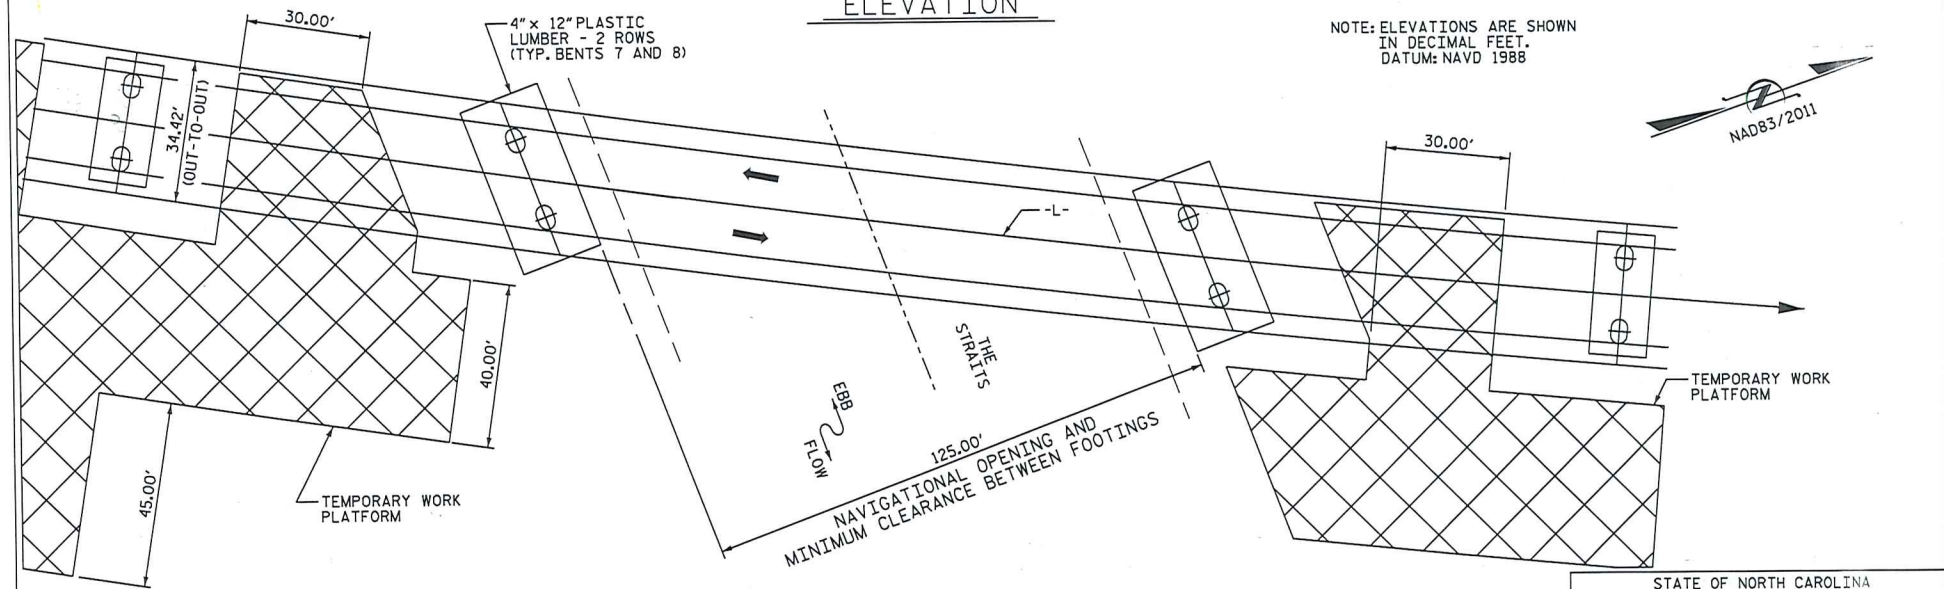 ELEVATION
30.00'
4" x 12" PLASTIC
LUMBER - 2 ROWS
(TYP. BENTS 7 AND 8)
NOTE: ELEVATIONS ARE SHOWN
IN DECIMAL FEET.
DATUM: NAVD 1988
NAD83/2011
34.42'
(OUT-TO-OUT)
30.00'
-L-
THE
STRAITS
40.00'
EBB
FLOW
125.00'
NAVIGATIONAL OPENING AND
MINIMUM CLEARANCE BETWEEN FOOTINGS
TEMPORARY WORK
PLATFORM
45.00'
TEMPORARY WORK
PLATFORM
STATE OF NORTH CAROLINA